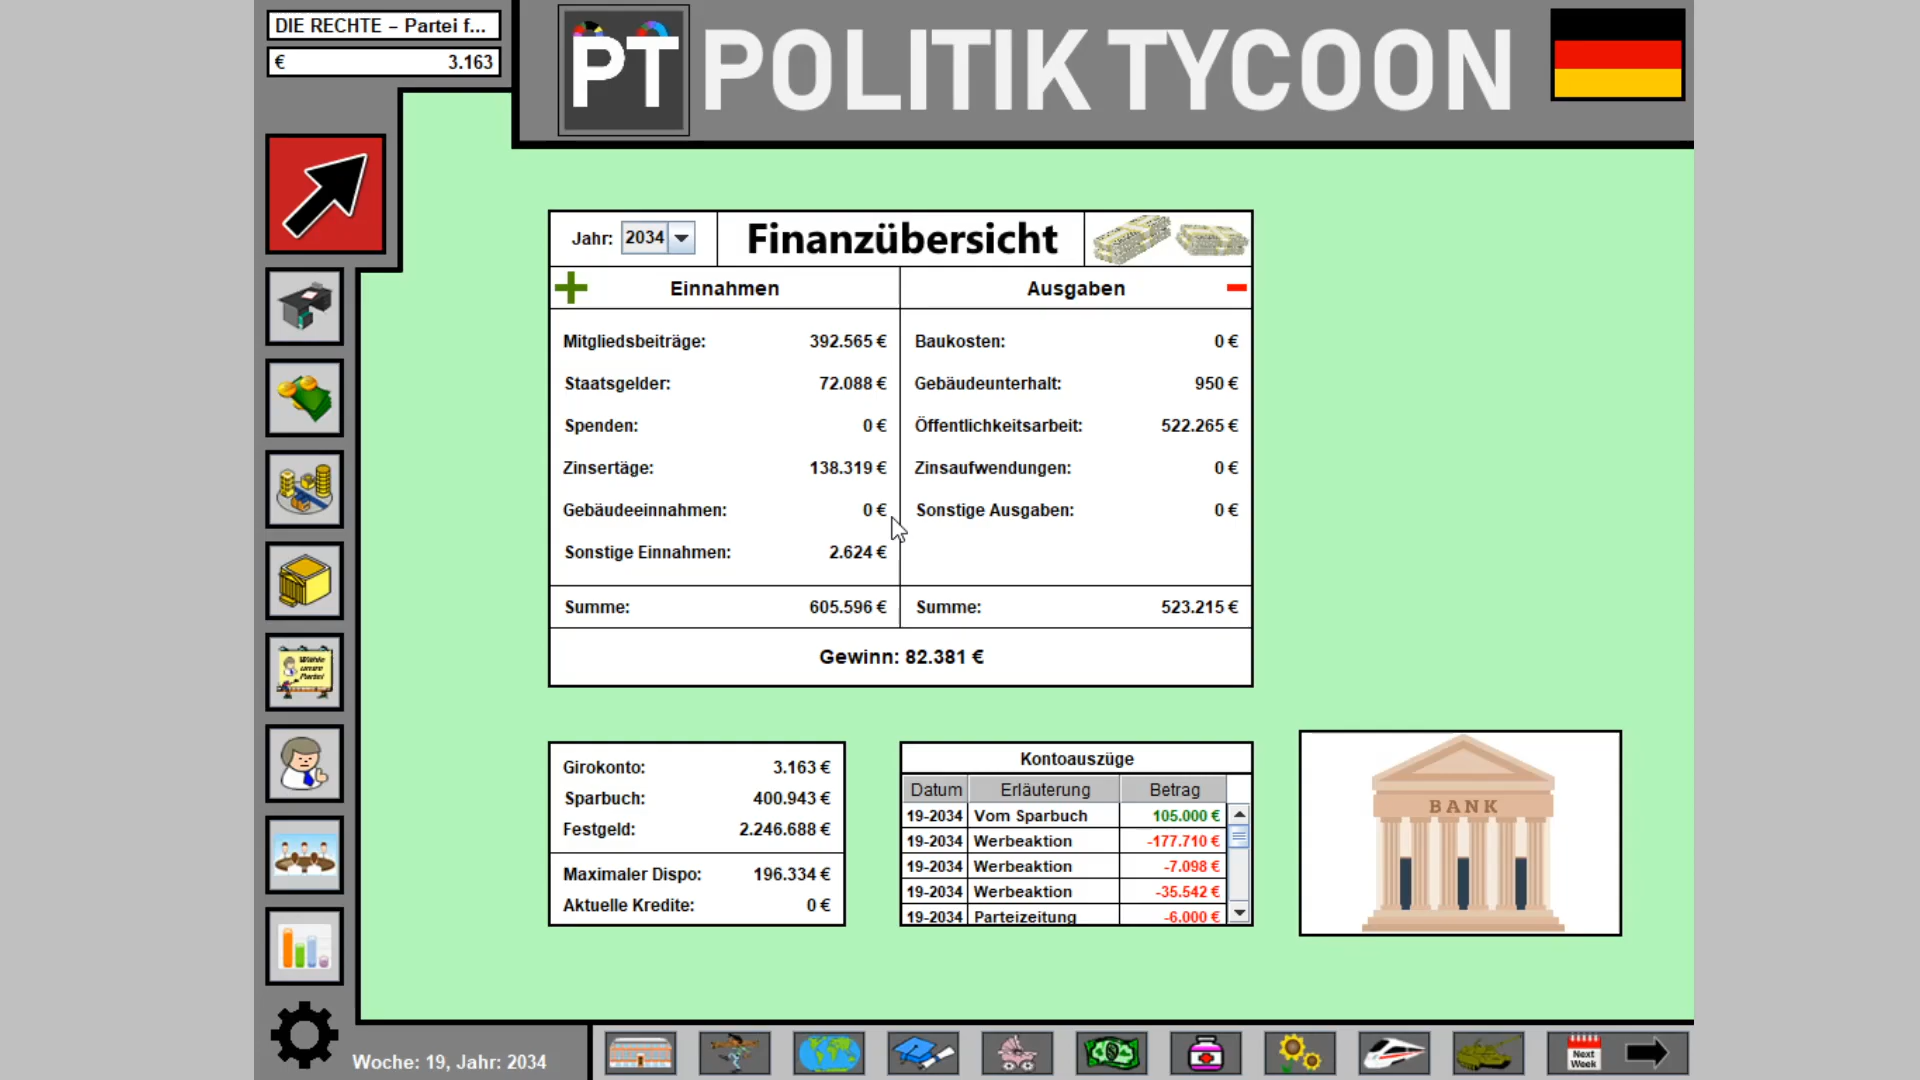 DIE RECHTE – Partei f...
€ 3.163
PT POLITIK TYCOON
Jahr: 2034
Finanzübersicht
Einnahmen
Ausgaben
Mitgliedsbeiträge: 392.565 €
Baukosten: 0 €
Staatsgelder: 72.088 €
Gebäudeunterhalt: 950 €
Spenden: 0 €
Öffentlichkeitsarbeit: 522.265 €
Zinsertäge: 138.319 €
Zinsaufwendungen: 0 €
Gebäudeeinnahmen: 0 €
Sonstige Ausgaben: 0 €
Sonstige Einnahmen: 2.624 €
Summe: 605.596 €
Summe: 523.215 €
Gewinn: 82.381 €
Wähle
unsre
Partei
Girokonto: 3.163 €
Sparbuch: 400.943 €
Festgeld: 2.246.688 €
Maximaler Dispo: 196.334 €
Aktuelle Kredite: 0 €
Kontoauszüge
Datum Erläuterung Betrag
19-2034 Vom Sparbuch 105.000 €
19-2034 Werbeaktion -177.710 €
19-2034 Werbeaktion -7.098 €
19-2034 Werbeaktion -35.542 €
19-2034 Parteizeitung -6.000 €
BANK
Woche: 19, Jahr: 2034
Next
Week